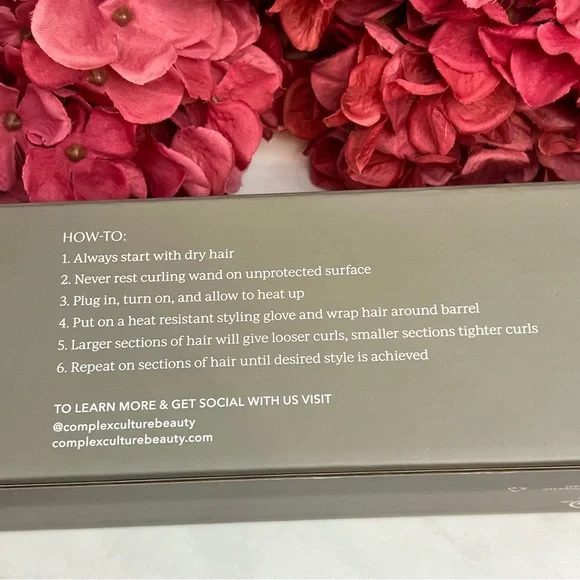 HOW-TO:
1. Always start with dry hair
2. Never rest curling wand on unprotected surface
3. Plug in, turn on, and allow to heat up
4. Put on a heat resistant styling glove and wrap hair around barrel
5. Larger sections of hair will give looser curls, smaller sections tighter curls
6. Repeat on sections of hair until desired style is achieved
TO LEARN MORE & GET SOCIAL WITH US VISIT
@complexculturebeauty
complexculturebeauty.com